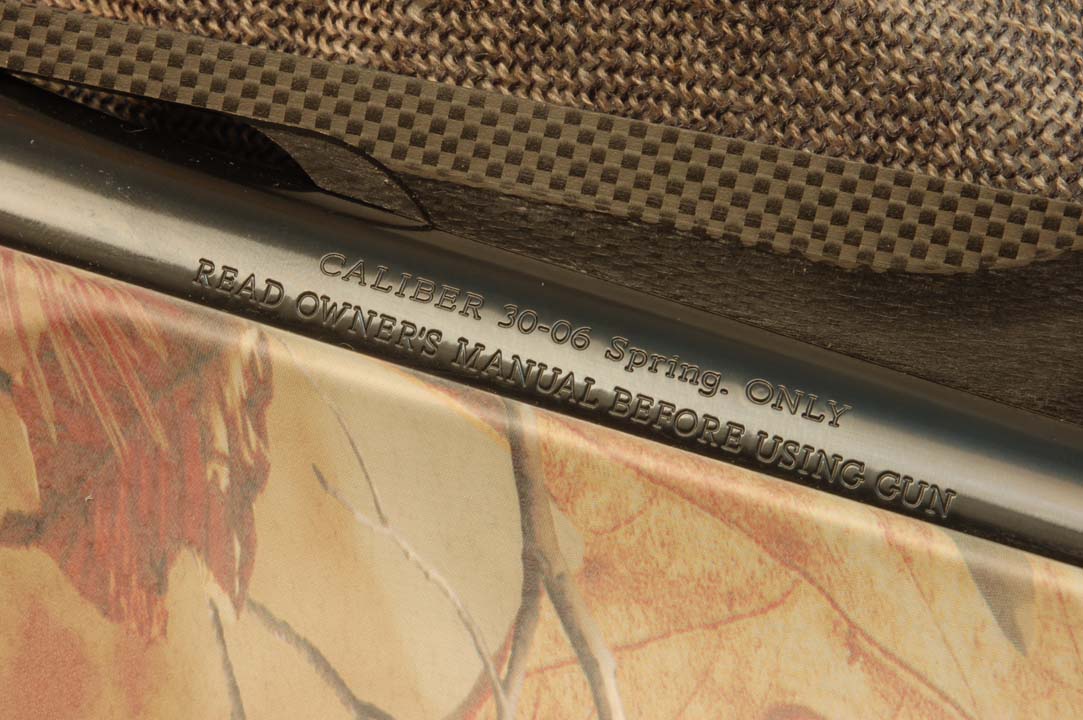 CALIBER 30-06 Spring. ONLY
READ OWNER'S MANUAL BEFORE USING GUN